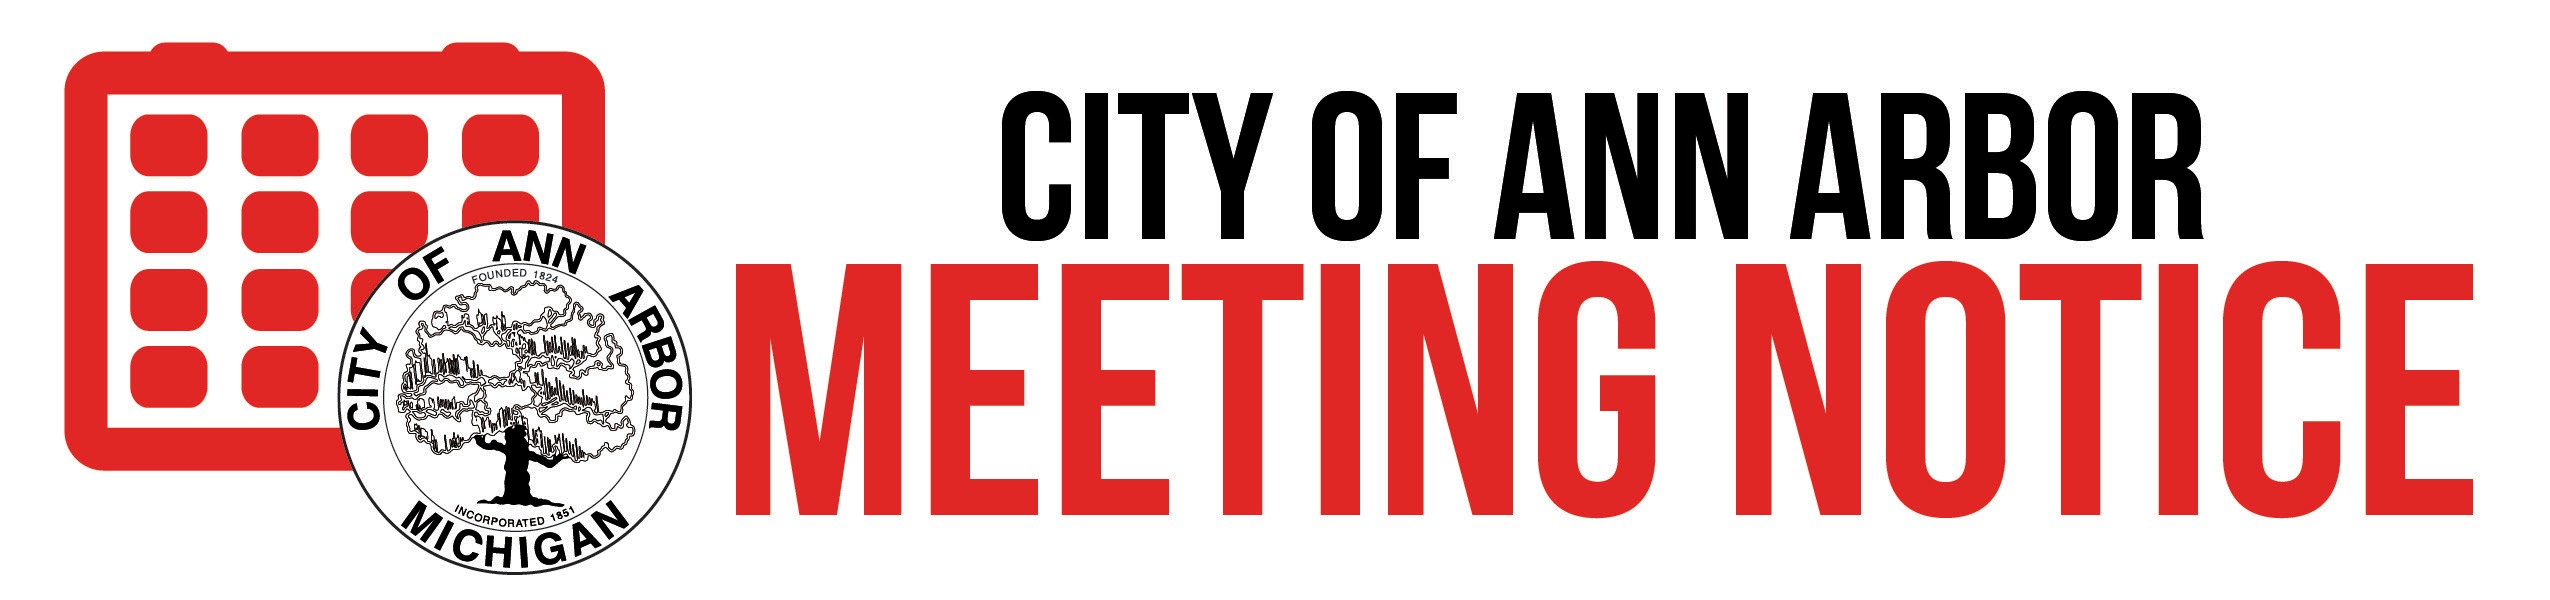 CITY OF ANN ARBOR
MEETING NOTICE
CITY OF ANN ARBOR
FOUNDED 1824
INCORPORATED 1851
MICHIGAN